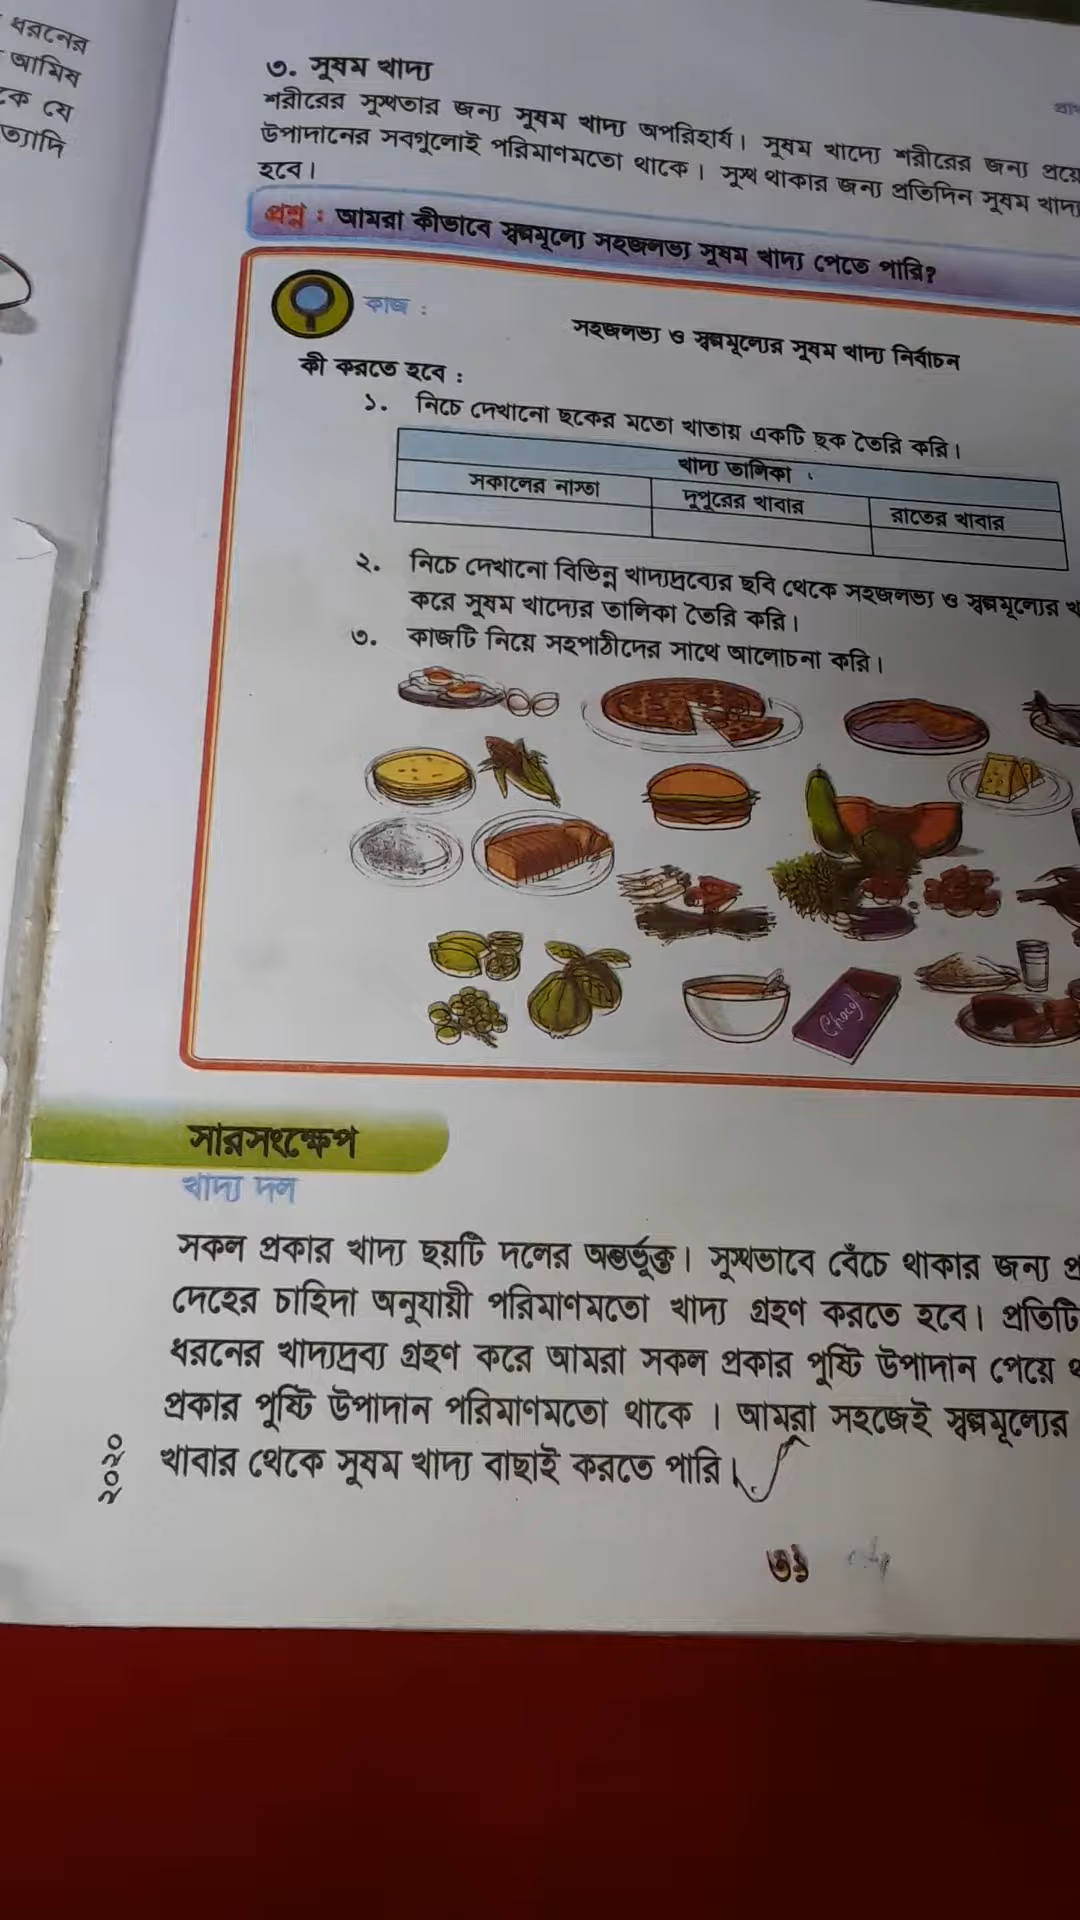 ধরনের
আমিষ
কে যে
ত্যাদি
৩. সুষম খাদ্য
শরীরের সুস্থতার জন্য সুষম খাদ্য অপরিহার্য। সুষম খাদ্যে শরীরের জন্য
উপাদানের সবগুলোই পরিমাণমতো থাকে। সুস্থ থাকার জন্য প্রতিদিন সুষম খাদ্য
হবে।
প্রশ্ন : আমরা কীভাবে স্বল্পমূল্যে সহজলভ্য সুষম খাদ্য পেতে পারি?
কাজ :
সহজলভ্য ও স্বল্পমূল্যের সুষম খাদ্য নির্বাচন
কী করতে হবে :
১. নিচে দেখানো ছকের মতো খাতায় একটি ছক তৈরি করি।
খাদ্য তালিকা
সকালের নাস্তা দুপুরের খাবার রাতের খাবার
২. নিচে দেখানো বিভিন্ন খাদ্যদ্রব্যের ছবি থেকে সহজলভ্য ও স্বল্পমূল্যের
করে সুষম খাদ্যের তালিকা তৈরি করি।
৩. কাজটি নিয়ে সহপাঠীদের সাথে আলোচনা করি।
সারসংক্ষেপ
খাদ্য দল
সকল প্রকার খাদ্য ছয়টি দলের অন্তর্ভুক্ত। সুস্থভাবে বেঁচে থাকার জন্য
দেহের চাহিদা অনুযায়ী পরিমাণমতো খাদ্য গ্রহণ করতে হবে। প্রতিটি
ধরনের খাদ্যদ্রব্য গ্রহণ করে আমরা সকল প্রকার পুষ্টি উপাদান পেয়ে
প্রকার পুষ্টি উপাদান পরিমাণমতো থাকে । আমরা সহজেই স্বল্পমূল্যের
খাবার থেকে সুষম খাদ্য বাছাই করতে পারি।
২০২০
৩১